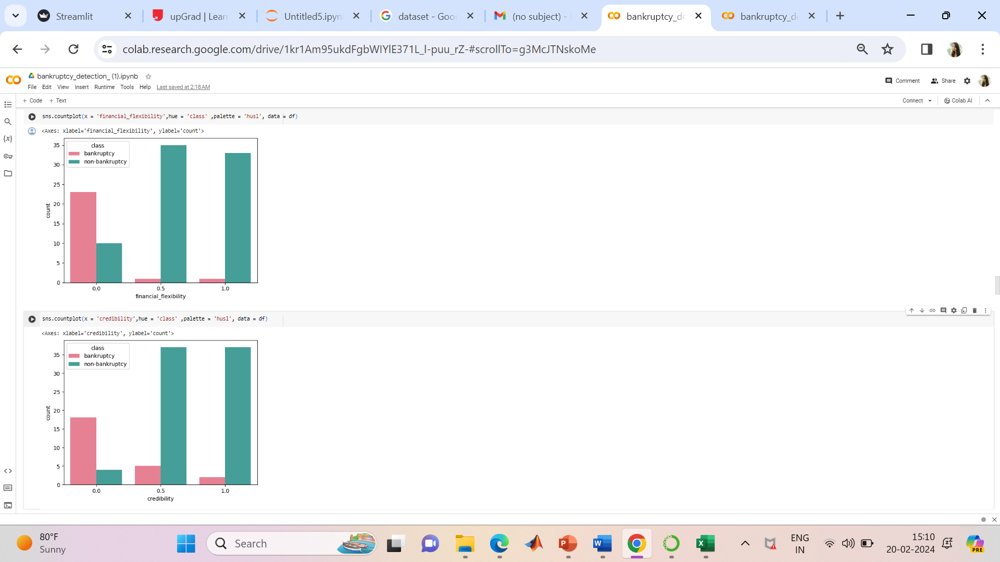 Streamlit
upGrad | Lear
Untitled5.ipyn
dataset - Goo
(no subject) -
bankruptcy_de
bankruptcy_de
colab.research.google.com/drive/1kr1Am95ukdFgbWIYlE371L_l-puu_rZ-#scrollTo=g3McJTNskoMe
bankruptcy_detection_ (1).ipynb
File Edit View Insert Runtime Tools Help Last saved at 2:18 AM
Comment Share
+ Code + Text
Connect Colab AI
sns.countplot(x = 'financial_flexibility',hue = 'class' ,palette = 'husl', data = df)
<Axes: xlabel='financial_flexibility', ylabel='count'>
class
bankruptcy
non-bankruptcy
35
30
25
20
15
10
5
0
count
0.0 0.5 1.0
financial_flexibility
sns.countplot(x = 'credibility',hue = 'class' ,palette = 'husl', data = df)
<Axes: xlabel='credibility', ylabel='count'>
class
bankruptcy
non-bankruptcy
35
30
25
20
15
10
5
0
count
0.0 0.5 1.0
credibility
80°F
Sunny
Search
ENG
IN
15:10
20-02-2024
PRE